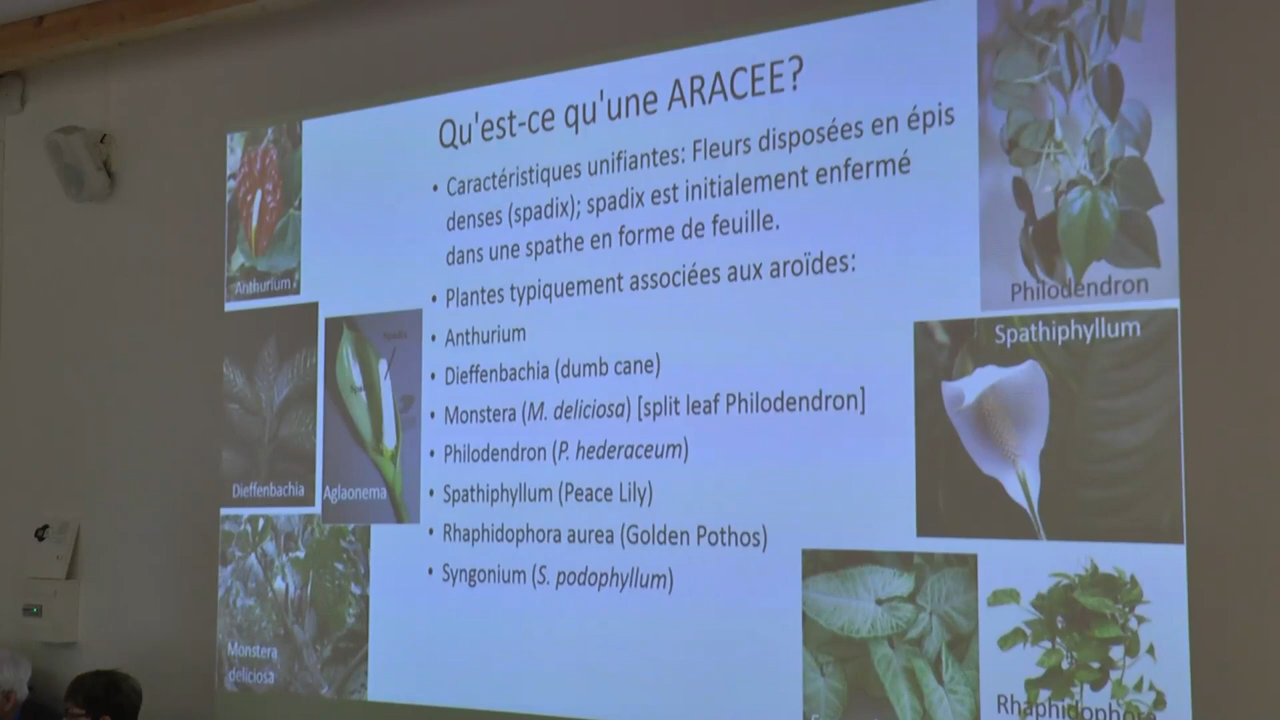 Qu'est-ce qu'une ARACEE?
• Caractéristiques unifiantes: Fleurs disposées en épis
denses (spadix); spadix est initialement enfermé
dans une spathe en forme de feuille.
• Plantes typiquement associées aux aroïdes:
• Anthurium
• Dieffenbachia (dumb cane)
• Monstera (M. deliciosa) [split leaf Philodendron]
• Philodendron (P. hederaceum)
• Spathiphyllum (Peace Lily)
• Rhaphidophora aurea (Golden Pothos)
• Syngonium (S. podophyllum)
Anthurium
Dieffenbachia
Aglaonema
Monstera
deliciosa
Philodendron
Spathiphyllum
Rhaphidophora